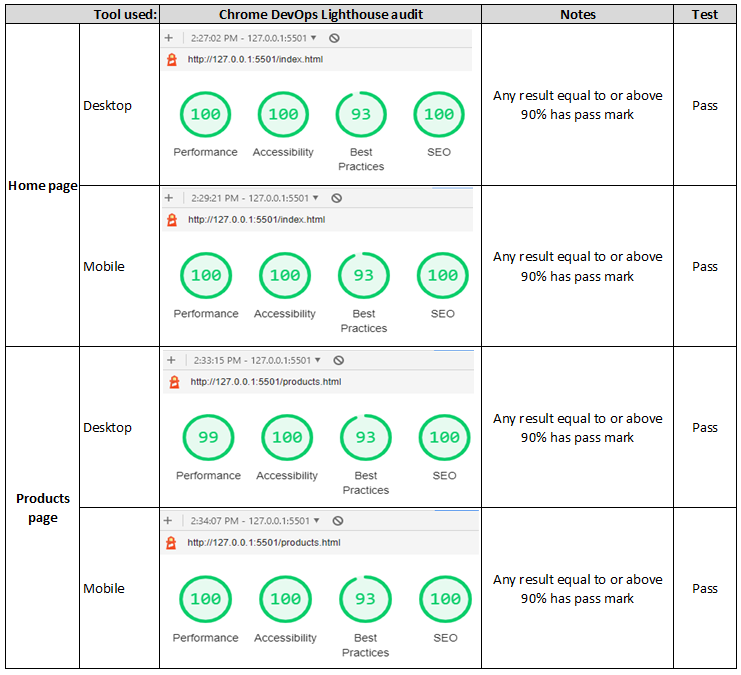 Tool used: Chrome DevOps Lighthouse audit Notes Test
Home page
Desktop
2:27:02 PM - 127.0.0.1:5501
http://127.0.0.1:5501/index.html
100 100 93 100
Performance Accessibility Best Practices SEO
Any result equal to or above
90% has pass mark
Pass
Mobile
2:29:21 PM - 127.0.0.1:5501
http://127.0.0.1:5501/index.html
100 100 93 100
Performance Accessibility Best Practices SEO
Any result equal to or above
90% has pass mark
Pass
Products
page
Desktop
2:33:15 PM - 127.0.0.1:5501
http://127.0.0.1:5501/products.html
99 100 93 100
Performance Accessibility Best Practices SEO
Any result equal to or above
90% has pass mark
Pass
Mobile
2:34:07 PM - 127.0.0.1:5501
http://127.0.0.1:5501/products.html
100 100 93 100
Performance Accessibility Best Practices SEO
Any result equal to or above
90% has pass mark
Pass